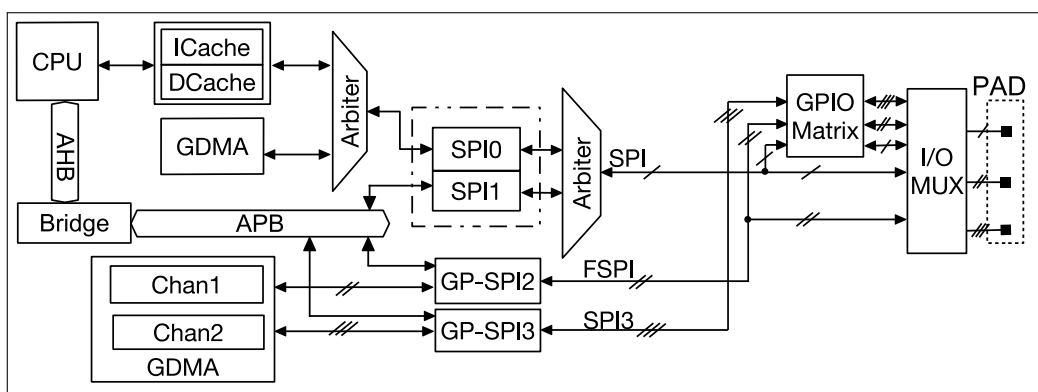 CPU
ICache
DCache
Arbiter
GDMA
AHB
Bridge
APB
SPI0
SPI1
Arbiter
SPI
GPIO
Matrix
I/O
MUX
PAD
Chan1
Chan2
GDMA
GP-SPI2
GP-SPI3
FSPI
SPI3